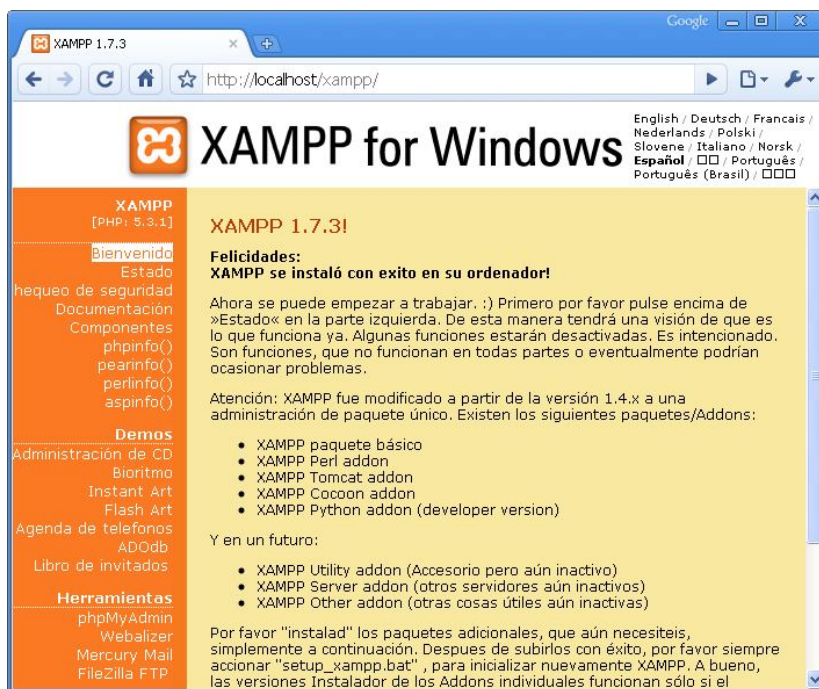 Google
XAMPP 1.7.3
http://localhost/xampp/
XAMPP for Windows
English / Deutsch / Francais /
Nederlands / Polski /
Slovene / Italiano / Norsk /
Español / □□ / Português /
Português (Brasil) / □□□
XAMPP
[PHP: 5.3.1]
Bienvenido
Estado
hequeo de seguridad
Documentación
Componentes
phpinfo()
pearinfo()
perlinfo()
aspinfo()
Demos
Administración de CD
Bioritmo
Instant Art
Flash Art
Agenda de telefonos
ADOdb
Libro de invitados
Herramientas
phpMyAdmin
Webalizer
Mercury Mail
FileZilla FTP
XAMPP 1.7.3!
Felicidades:
XAMPP se instaló con exito en su ordenador!
Ahora se puede empezar a trabajar. :) Primero por favor pulse encima de
»Estado« en la parte izquierda. De esta manera tendrá una visión de que es
lo que funciona ya. Algunas funciones estarán desactivadas. Es intencionado.
Son funciones, que no funcionan en todas partes o eventualmente podrían
ocasionar problemas.
Atención: XAMPP fue modificado a partir de la versión 1.4.x a una
administración de paquete único. Existen los siguientes paquetes/Addons:
• XAMPP paquete básico
• XAMPP Perl addon
• XAMPP Tomcat addon
• XAMPP Cocoon addon
• XAMPP Python addon (developer version)
Y en un futuro:
• XAMPP Utility addon (Accesorio pero aún inactivo)
• XAMPP Server addon (otros servidores aún inactivos)
• XAMPP Other addon (otras cosas útiles aún inactivas)
Por favor "instalad" los paquetes adicionales, que aún necesiteis,
simplemente a continuación. Despues de subirlos con éxito, por favor siempre
accionar "setup_xampp.bat" , para inicializar nuevamente XAMPP. A bueno,
las versiones Instalador de los Addons individuales funcionan sólo si el